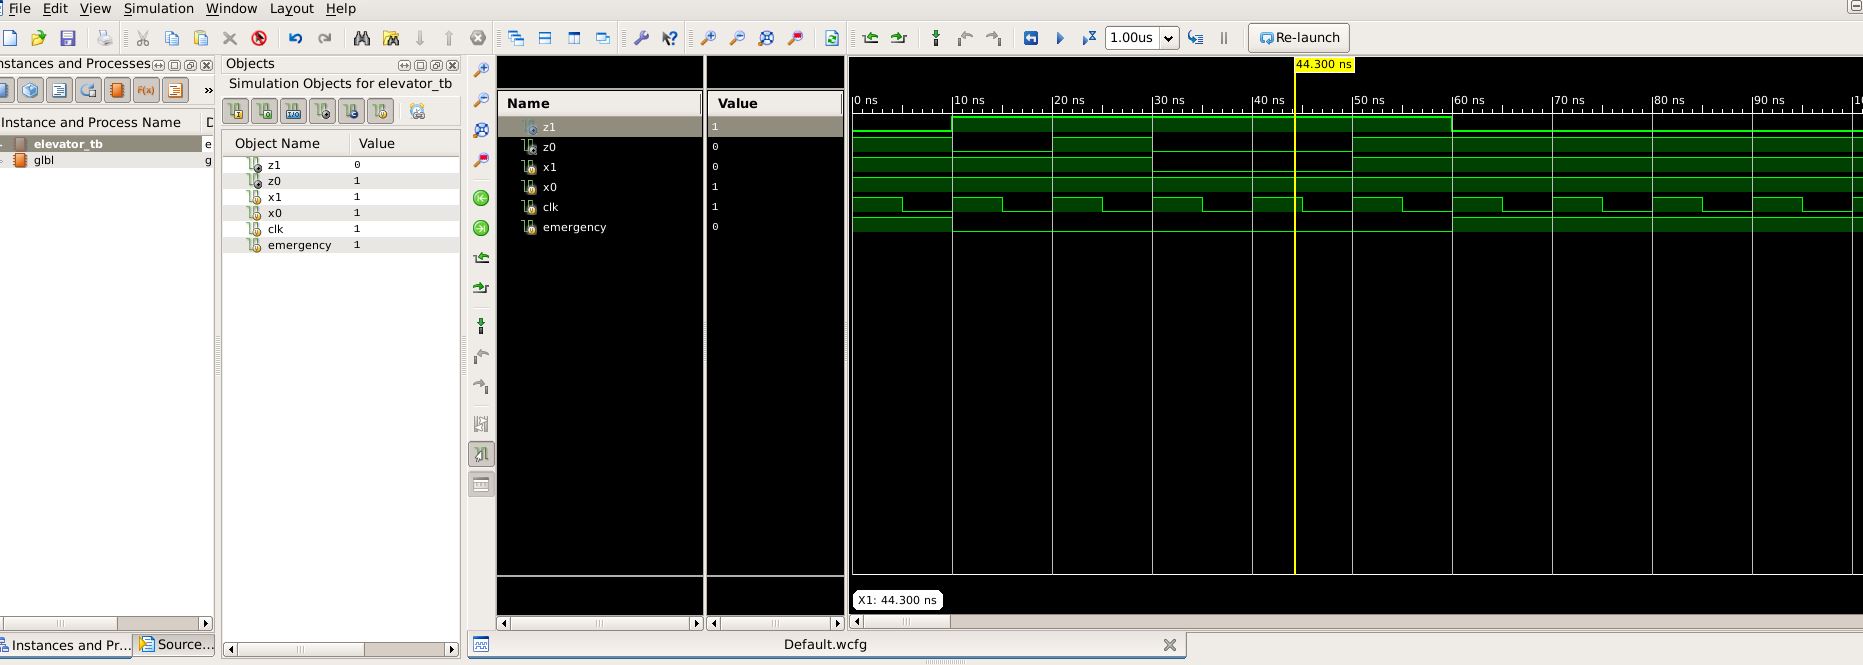 File Edit View Simulation Window Layout Help
1.00us Re-launch
nstances and Processes
f(x) »
Instance and Process Name D
elevator_tb e
glbl g
Instances and Pr... Source...
Objects
Simulation Objects for elevator_tb
Object Name Value
z1 0
z0 1
x1 1
x0 1
clk 1
emergency 1
Name Value
z1 1
z0 0
x1 0
x0 1
clk 1
emergency 0
44.300 ns
0 ns 10 ns 20 ns 30 ns 40 ns 50 ns 60 ns 70 ns 80 ns 90 ns 10
X1: 44.300 ns
Default.wcfg